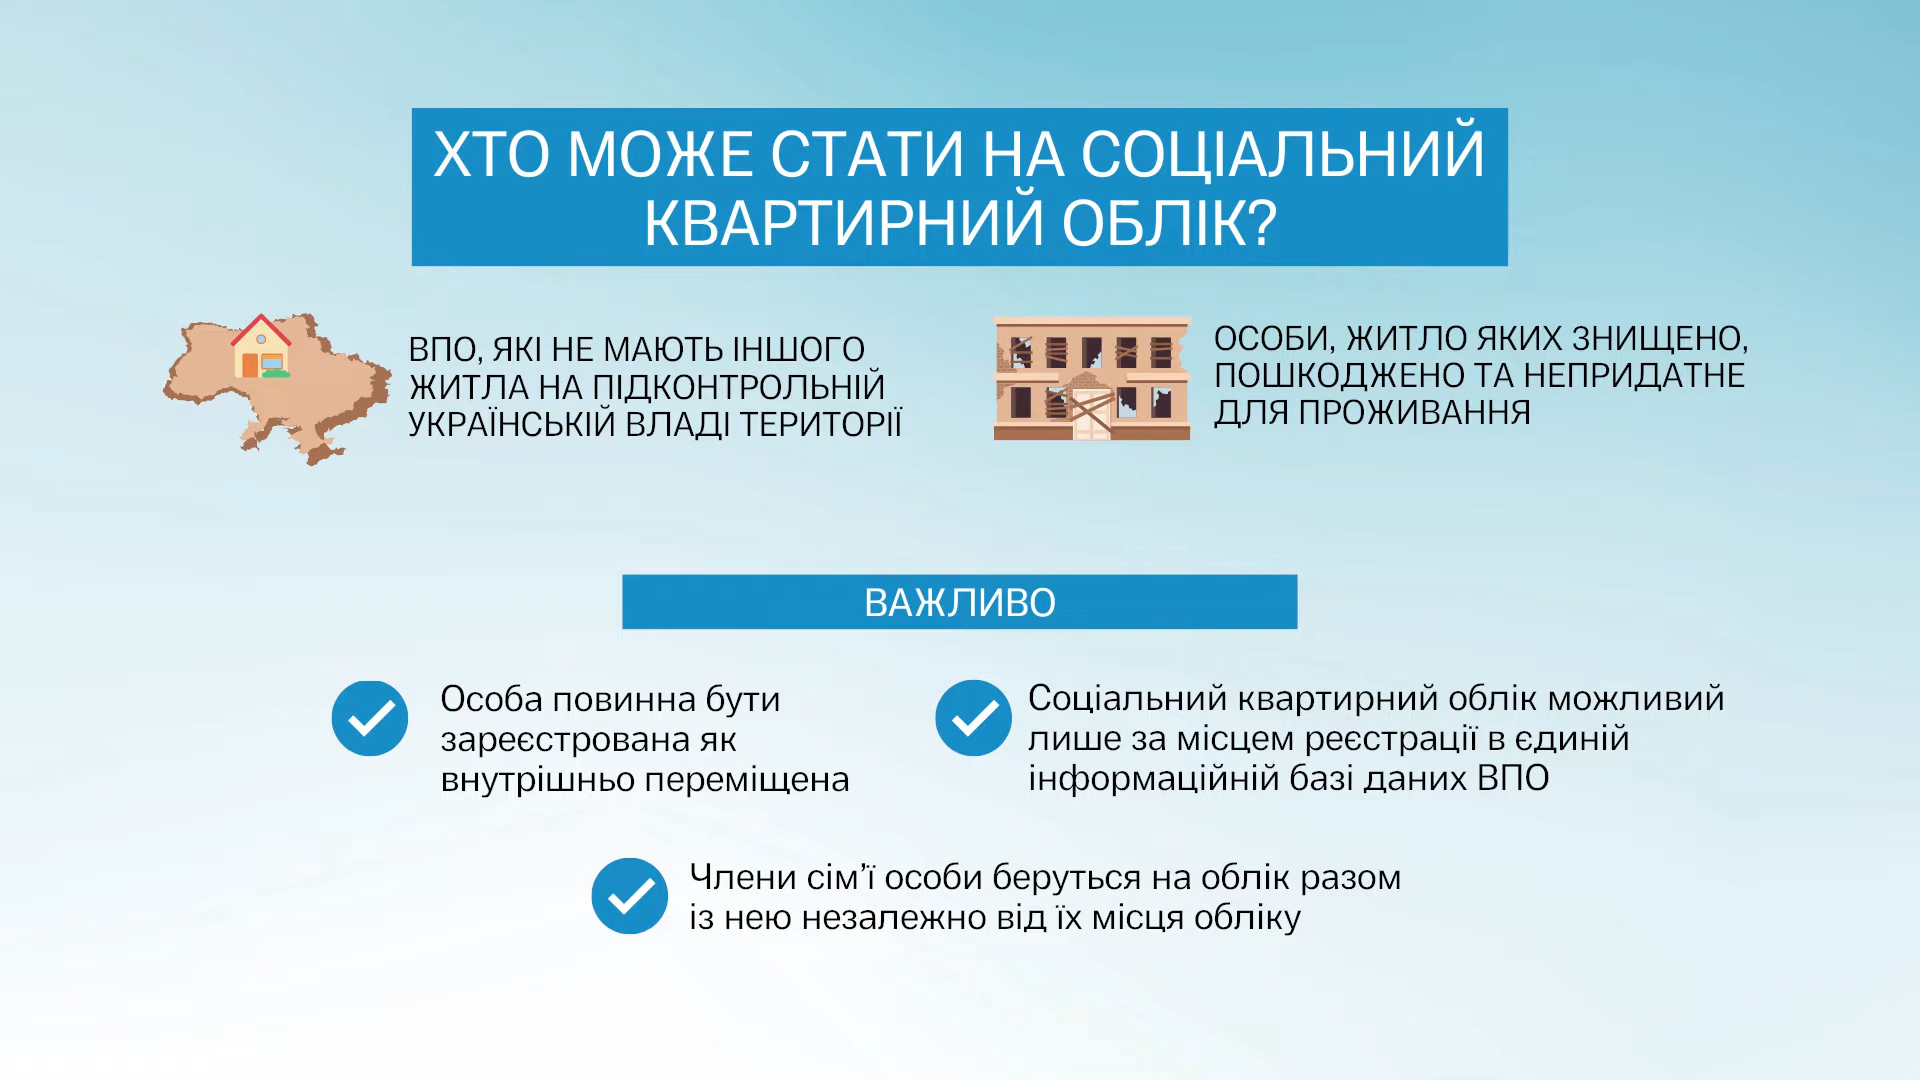 ХТО МОЖЕ СТАТИ НА СОЦІАЛЬНИЙ
КВАРТИРНИЙ ОБЛІК?
ВПО, ЯКІ НЕ МАЮТЬ ІНШОГО
ЖИТЛА НА ПІДКОНТРОЛЬНІЙ
УКРАЇНСЬКІЙ ВЛАДІ ТЕРИТОРІЇ
ОСОБИ, ЖИТЛО ЯКИХ ЗНИЩЕНО,
ПОШКОДЖЕНО ТА НЕПРИДАТНЕ
ДЛЯ ПРОЖИВАННЯ
ВАЖЛИВО
Особа повинна бути
зареєстрована як
внутрішньо переміщена
Соціальний квартирний облік можливий
лише за місцем реєстрації в єдиній
інформаційній базі даних ВПО
Члени сім’ї особи беруться на облік разом
із нею незалежно від їх місця обліку